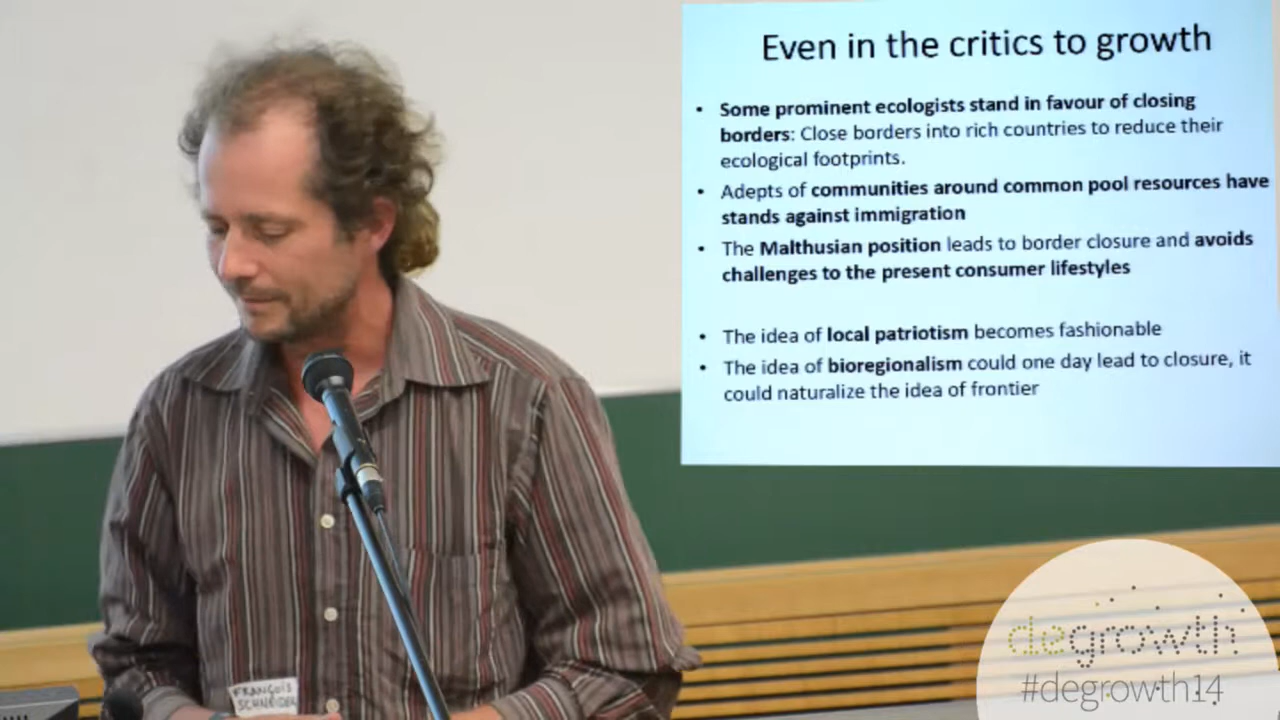 Even in the critics to growth
• Some prominent ecologists stand in favour of closing
borders: Close borders into rich countries to reduce their
ecological footprints.
• Adepts of communities around common pool resources have
stands against immigration
• The Malthusian position leads to border closure and avoids
challenges to the present consumer lifestyles
• The idea of local patriotism becomes fashionable
• The idea of bioregionalism could one day lead to closure, it
could naturalize the idea of frontier
FRANÇOIS
SCHNEIDER
degrowth
#degrowth14